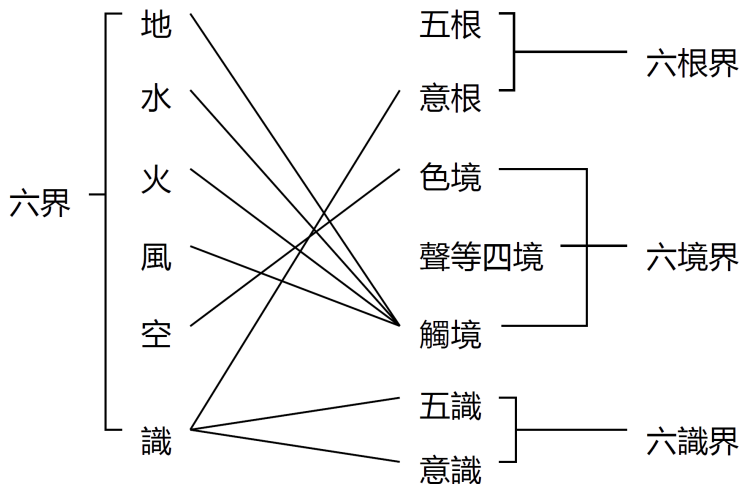 六界
地
水
火
風
空
識
五根
意根
色境
聲等四境
觸境
五識
意識
六根界
六境界
六識界